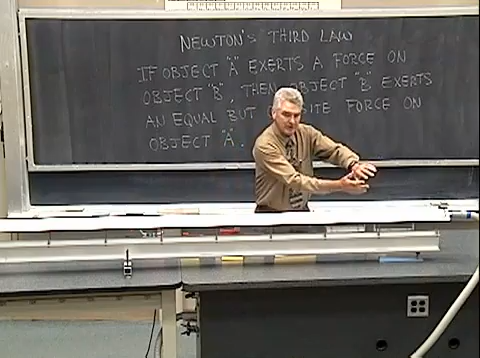 NEWTON'S THIRD LAW
IF OBJECT "A" EXERTS A FORCE ON
OBJECT "B", THEN OBJECT "B" EXERTS
AN EQUAL BUT FORCE ON
OBJECT "A".